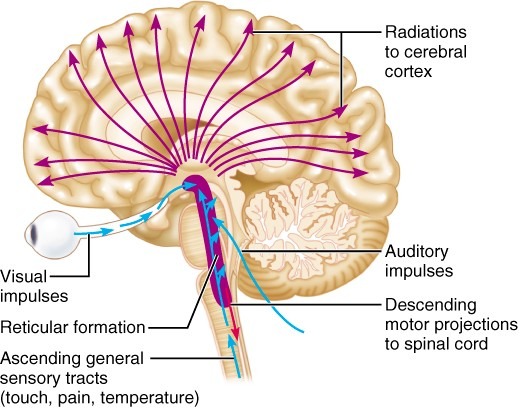 Radiations
to cerebral
cortex
Visual
impulses
Auditory
impulses
Reticular formation
Descending
motor projections
to spinal cord
Ascending general
sensory tracts
(touch, pain, temperature)